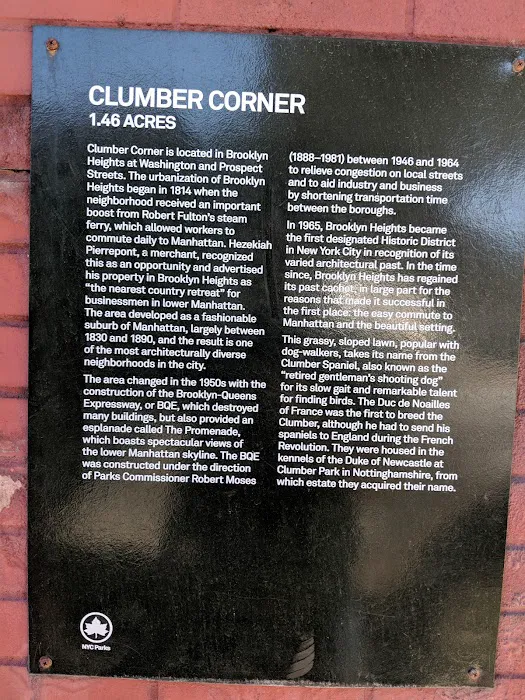 CLUMBER CORNER
1.46 ACRES
Clumber Corner is located in Brooklyn
Heights at Washington and Prospect
Streets. The urbanization of Brooklyn
Heights began in 1814 when the
neighborhood received an important
boost from Robert Fulton's steam
ferry, which allowed workers to
commute daily to Manhattan. Hezekiah
Pierrepont, a merchant, recognized
this as an opportunity and advertised
his property in Brooklyn Heights as
"the nearest country retreat" for
businessmen in lower Manhattan.
The area developed as a fashionable
suburb of Manhattan, largely between
1830 and 1890, and the result is one
of the most architecturally diverse
neighborhoods in the city.
The area changed in the 1950s with the
construction of the Brooklyn-Queens
Expressway, or BQE, which destroyed
many buildings, but also provided an
esplanade called The Promenade,
which boasts spectacular views of
the lower Manhattan skyline. The BQE
was constructed under the direction
of Parks Commissioner Robert Moses
(1888–1981) between 1946 and 1964
to relieve congestion on local streets
and to aid industry and business
by shortening transportation time
between the boroughs.
In 1965, Brooklyn Heights became
the first designated Historic District
in New York City in recognition of its
varied architectural past. In the time
since, Brooklyn Heights has regained
its past cachet, in large part for the
reasons that made it successful in
the first place: the easy commute to
Manhattan and the beautiful setting.
This grassy, sloped lawn, popular with
dog-walkers, takes its name from the
Clumber Spaniel, also known as the
"retired gentleman's shooting dog"
for its slow gait and remarkable talent
for finding birds. The Duc de Noailles
of France was the first to breed the
Clumber, although he had to send his
spaniels to England during the French
Revolution. They were housed in the
kennels of the Duke of Newcastle at
Clumber Park in Nottinghamshire, from
which estate they acquired their name.
NYC Parks